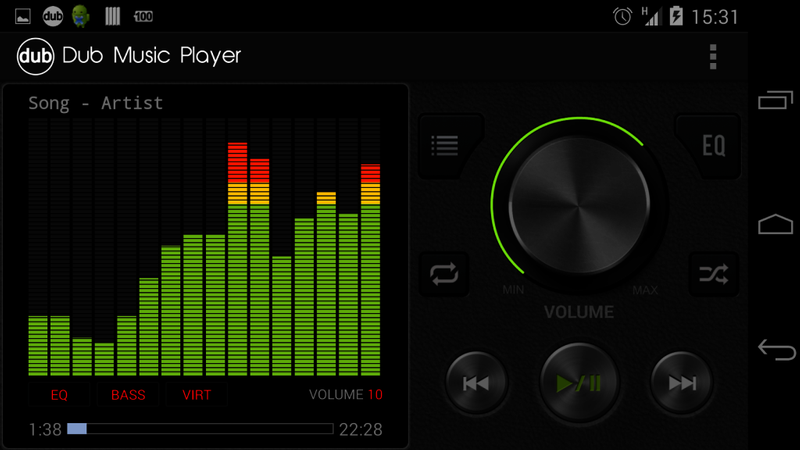 dub 100 H 15:31
dub Dub Music Player
Song - Artist
EQ
MIN MAX
VOLUME
EQ BASS VIRT VOLUME 10
1:38 22:28